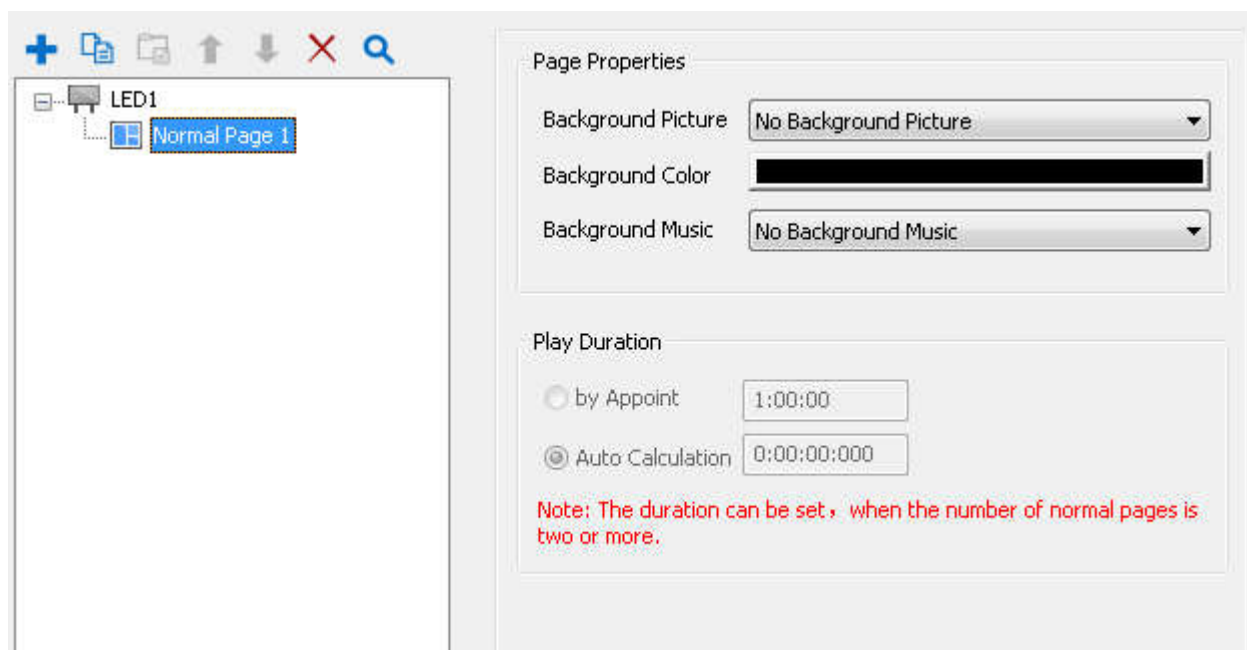 LED1
Normal Page 1
Page Properties
Background Picture No Background Picture
Background Color
Background Music No Background Music
Play Duration
by Appoint 1:00:00
Auto Calculation 0:00:00:000
Note: The duration can be set，when the number of normal pages is
two or more.